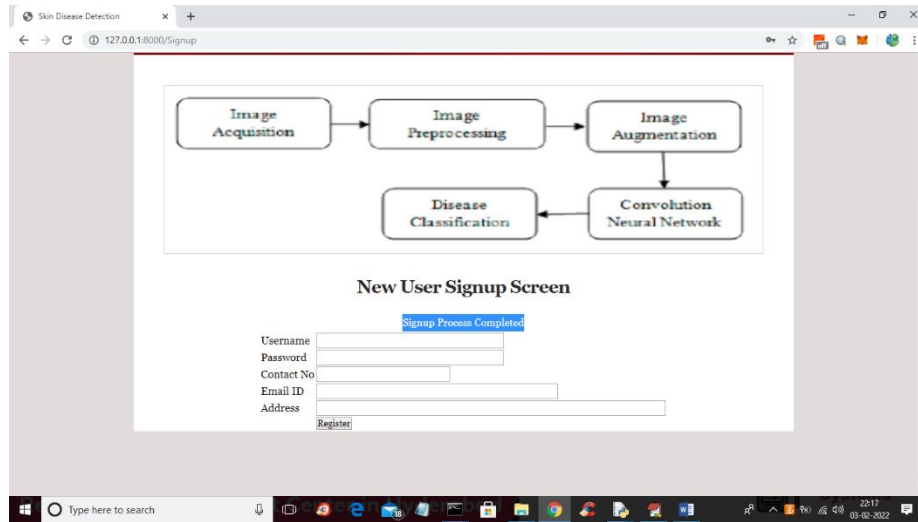 Skin Disease Detection
127.0.0.1:8000/Signup
Image
Acquisition
Image
Preprocessing
Image
Augmentation
Disease
Classification
Convolution
Neural Network
New User Signup Screen
Signup Process Completed
Username
Password
Contact No
Email ID
Address
Register
Type here to search
18
22:17
03-02-2022